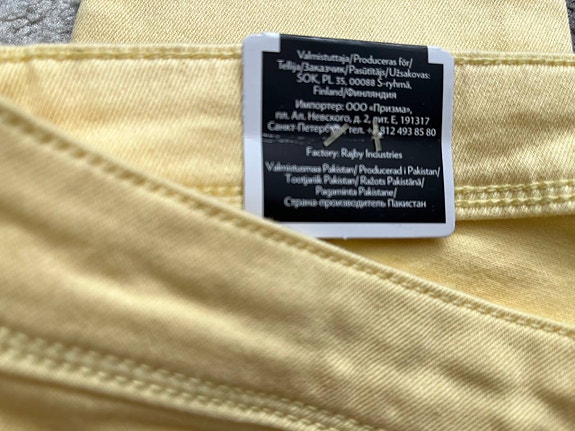 Valmistuttaja/Produceras för/
Tellija/Заказчик/Pasūtītājs/Užsakovas:
SOK, PL 35, 00088 S-ryhmä,
Finland/Финляндия
Импортер: ООО «Призма»,
пл. Ал. Невского, д. 2, лит. Е, 191317
Санкт-Петербург тел. 812 493 85 80
Factory: Rajby Industries
Valmistusmaa Pakistan/ Producerad i Pakistan/
Tootjariik Pakistan/ Ražots Pakistānā/
Pagaminta Pakistane/
Страна-производитель Пакистан